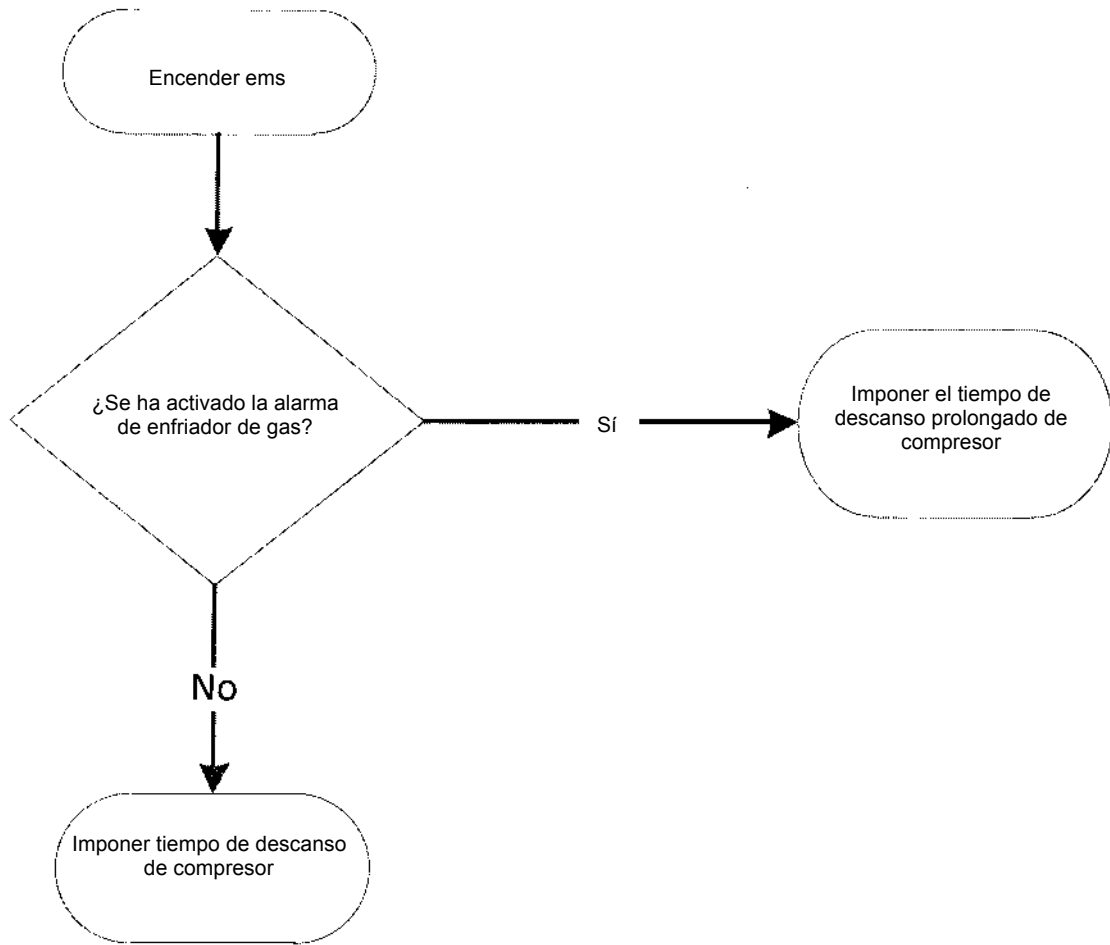 Encender ems
¿Se ha activado la alarma
de enfriador de gas?
Sí
Imponer el tiempo de
descanso prolongado de
compresor
No
Imponer tiempo de descanso
de compresor